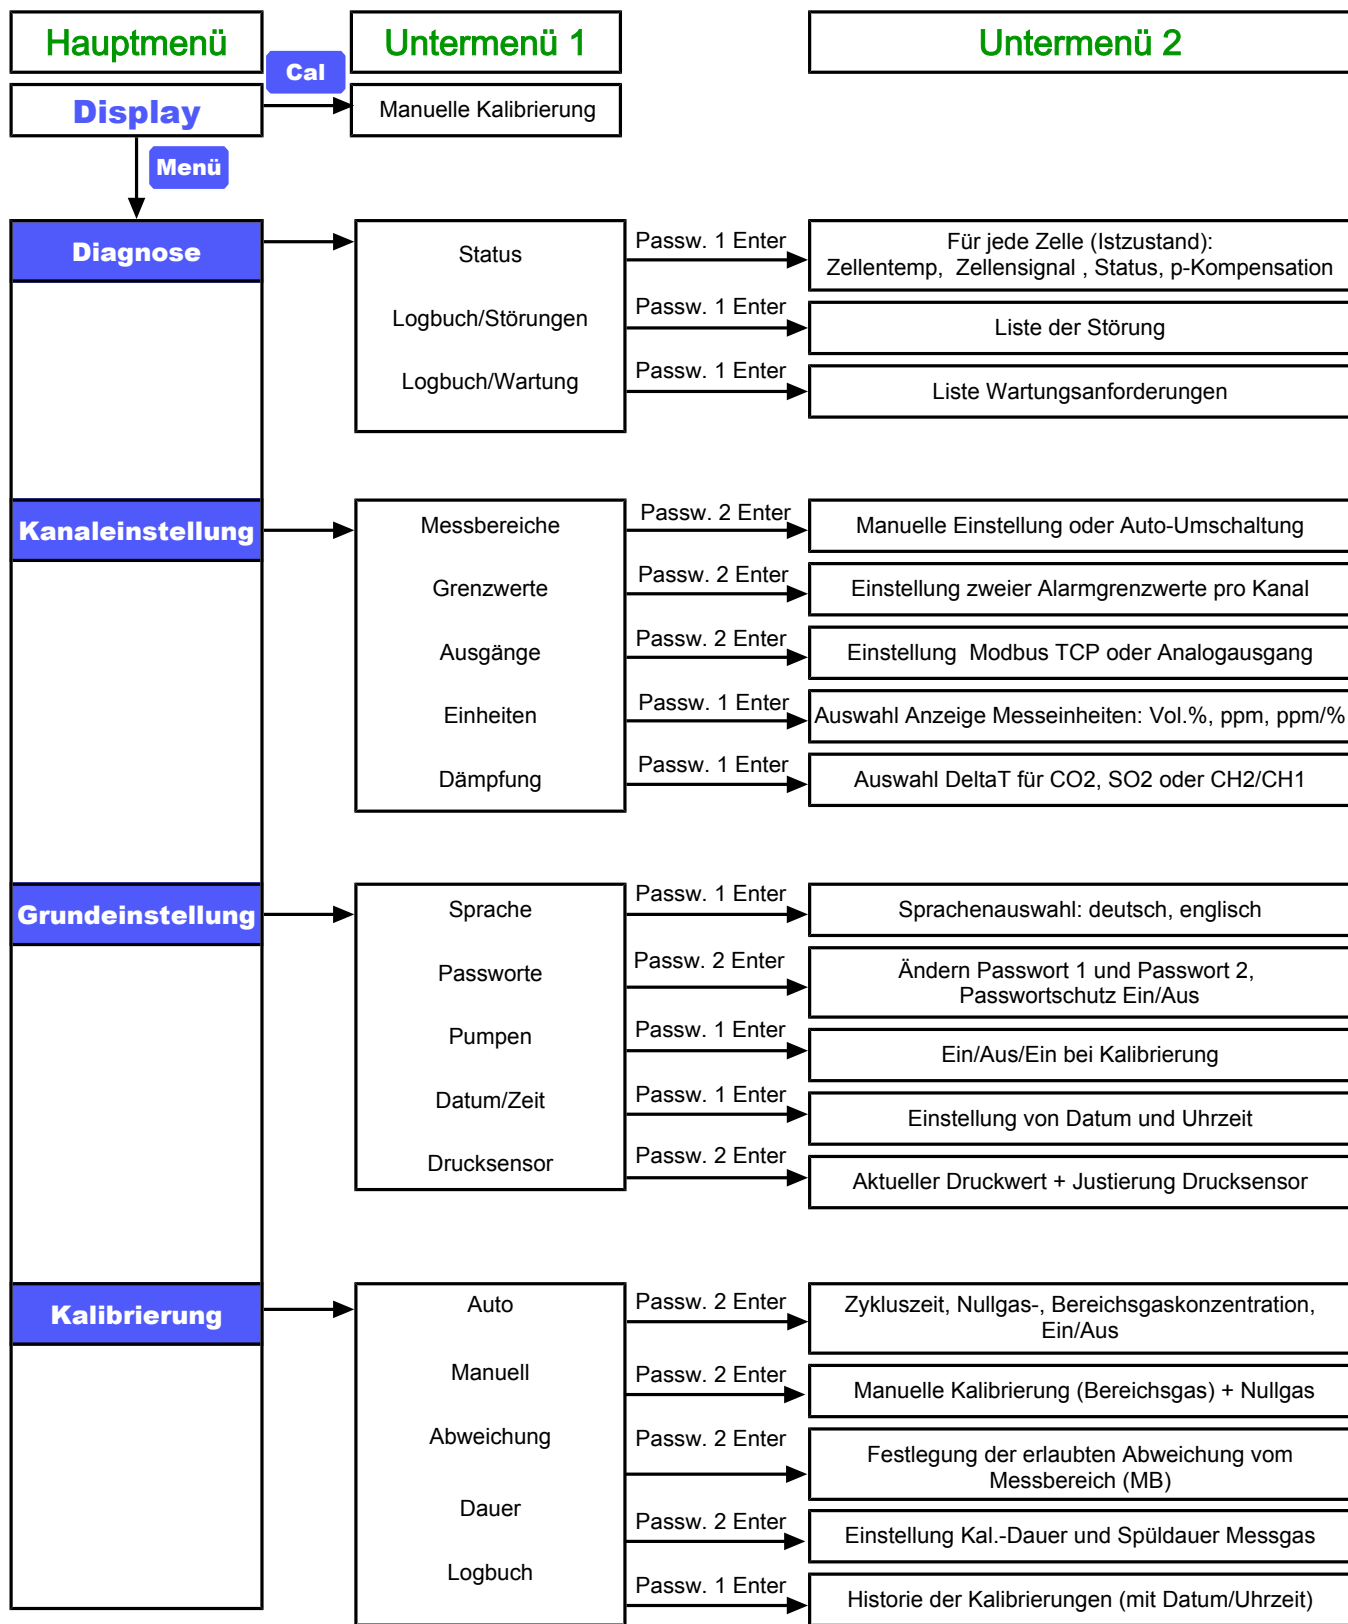 Hauptmenü
Untermenü 1
Untermenü 2
Cal
Display
Manuelle Kalibrierung
Menü
Diagnose
Status
Passw. 1 Enter
Für jede Zelle (Istzustand):
Zellentemp, Zellensignal , Status, p-Kompensation
Logbuch/Störungen
Passw. 1 Enter
Liste der Störung
Logbuch/Wartung
Passw. 1 Enter
Liste Wartungsanforderungen
Kanaleinstellung
Messbereiche
Passw. 2 Enter
Manuelle Einstellung oder Auto-Umschaltung
Grenzwerte
Passw. 2 Enter
Einstellung zweier Alarmgrenzwerte pro Kanal
Ausgänge
Passw. 2 Enter
Einstellung Modbus TCP oder Analogausgang
Einheiten
Passw. 1 Enter
Auswahl Anzeige Messeinheiten: Vol.%, ppm, ppm/%
Dämpfung
Passw. 1 Enter
Auswahl DeltaT für CO2, SO2 oder CH2/CH1
Grundeinstellung
Sprache
Passw. 1 Enter
Sprachenauswahl: deutsch, englisch
Passworte
Passw. 2 Enter
Ändern Passwort 1 und Passwort 2,
Passwortschutz Ein/Aus
Pumpen
Passw. 1 Enter
Ein/Aus/Ein bei Kalibrierung
Datum/Zeit
Passw. 1 Enter
Einstellung von Datum und Uhrzeit
Drucksensor
Passw. 2 Enter
Aktueller Druckwert + Justierung Drucksensor
Kalibrierung
Auto
Passw. 2 Enter
Zykluszeit, Nullgas-, Bereichsgaskonzentration,
Ein/Aus
Manuell
Passw. 2 Enter
Manuelle Kalibrierung (Bereichsgas) + Nullgas
Abweichung
Passw. 2 Enter
Festlegung der erlaubten Abweichung vom
Messbereich (MB)
Dauer
Passw. 2 Enter
Einstellung Kal.-Dauer und Spüldauer Messgas
Logbuch
Passw. 1 Enter
Historie der Kalibrierungen (mit Datum/Uhrzeit)